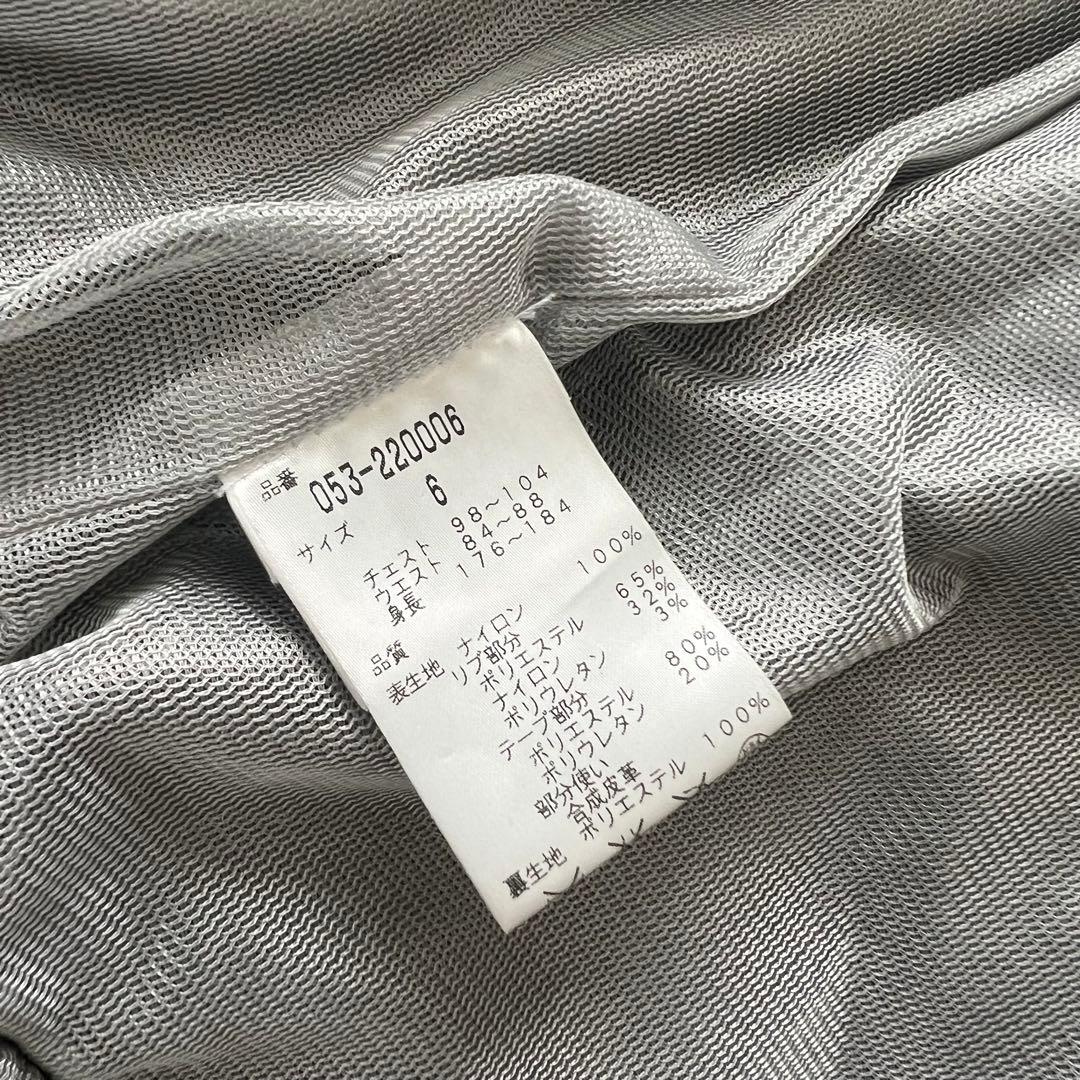 品番 053-220006
サイズ 6
チェスト 98～104
ウエスト 84～88
身長 176～184
品質
表生地 ナイロン 100%
リブ部分
ポリエステル 65%
ナイロン 32%
ポリウレタン 3%
テープ部分
ポリエステル 80%
ポリウレタン 20%
部分使い
合成皮革
裏生地 ポリエステル 100%